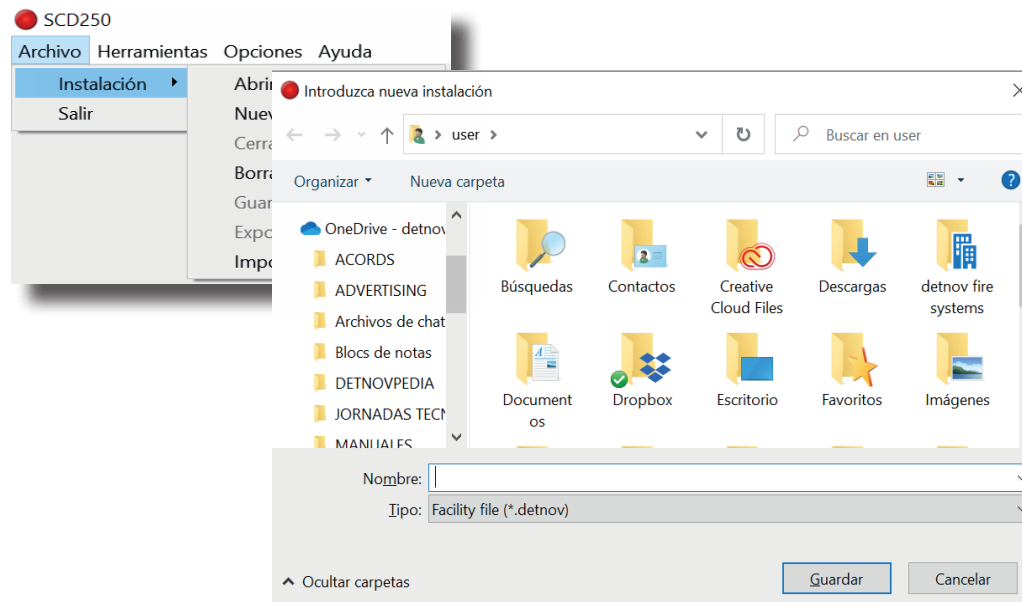 SCD250
Archivo Herramientas Opciones Ayuda
Instalación
Salir
Abri
Nuev
Cerra
Borra
Guar
Expo
Impo
Introduzca nueva instalación
user
Buscar en user
Organizar
Nueva carpeta
OneDrive - detnov
ACORDS
ADVERTISING
Archivos de chat
Blocs de notas
DETNOVPEDIA
JORNADAS TECN
MANUALES
Búsquedas
Contactos
Creative
Cloud Files
Descargas
detnov fire
systems
Document
os
Dropbox
Escritorio
Favoritos
Imágenes
Nombre:
Tipo: Facility file (*.detnov)
Ocultar carpetas
Guardar
Cancelar